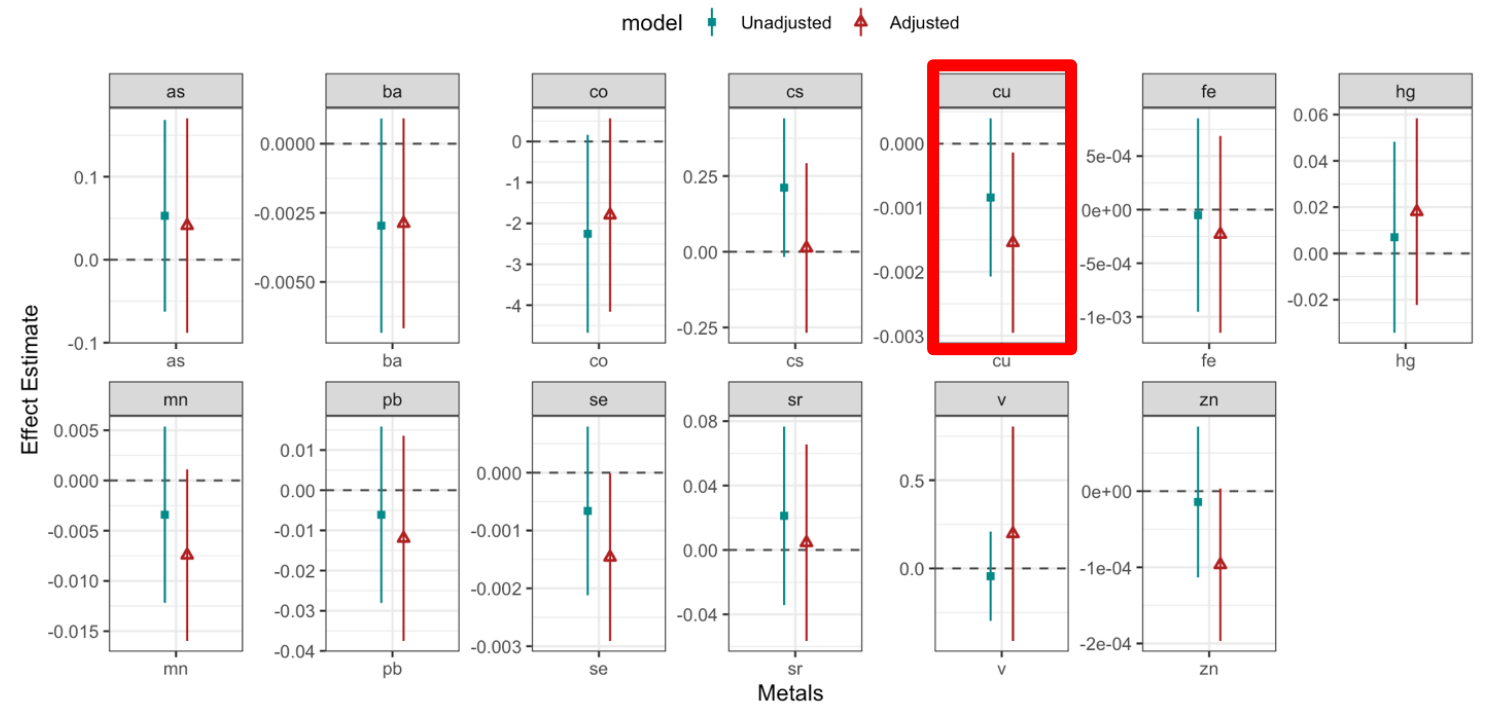 model Unadjusted Adjusted
as ba co cs cu fe hg
0.1
0.0
-0.1
as
0.0000
-0.0025
-0.0050
ba
0
-1
-2
-3
-4
co
0.25
0.00
-0.25
cs
0.000
-0.001
-0.002
-0.003
cu
5e-04
0e+00
-5e-04
-1e-03
fe
0.06
0.04
0.02
0.00
-0.02
hg
Effect Estimate
mn pb se sr v zn
0.005
0.000
-0.005
-0.010
-0.015
mn
0.01
0.00
-0.01
-0.02
-0.03
-0.04
pb
0.000
-0.001
-0.002
-0.003
se
0.08
0.04
0.00
-0.04
sr
0.5
0.0
v
0e+00
-1e-04
-2e-04
zn
Metals